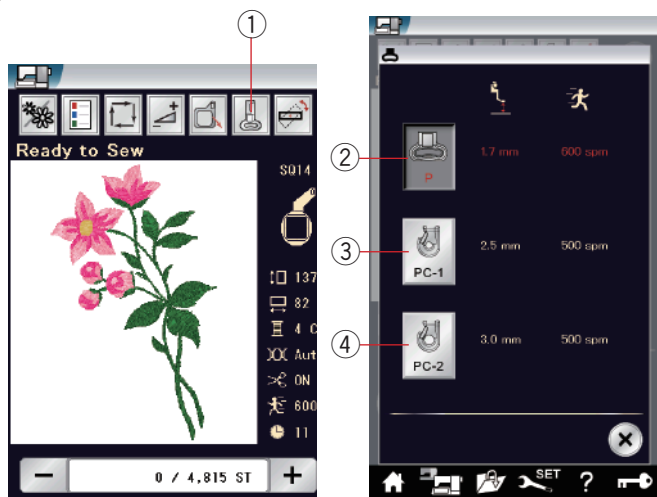 1
Ready to Sew
SQ14
137
82
4 C
Aut
ON
600
11
0 / 4,815 ST
2
P
1.7 mm
600 spm
3
PC-1
2.5 mm
500 spm
4
PC-2
3.0 mm
500 spm
SET
?